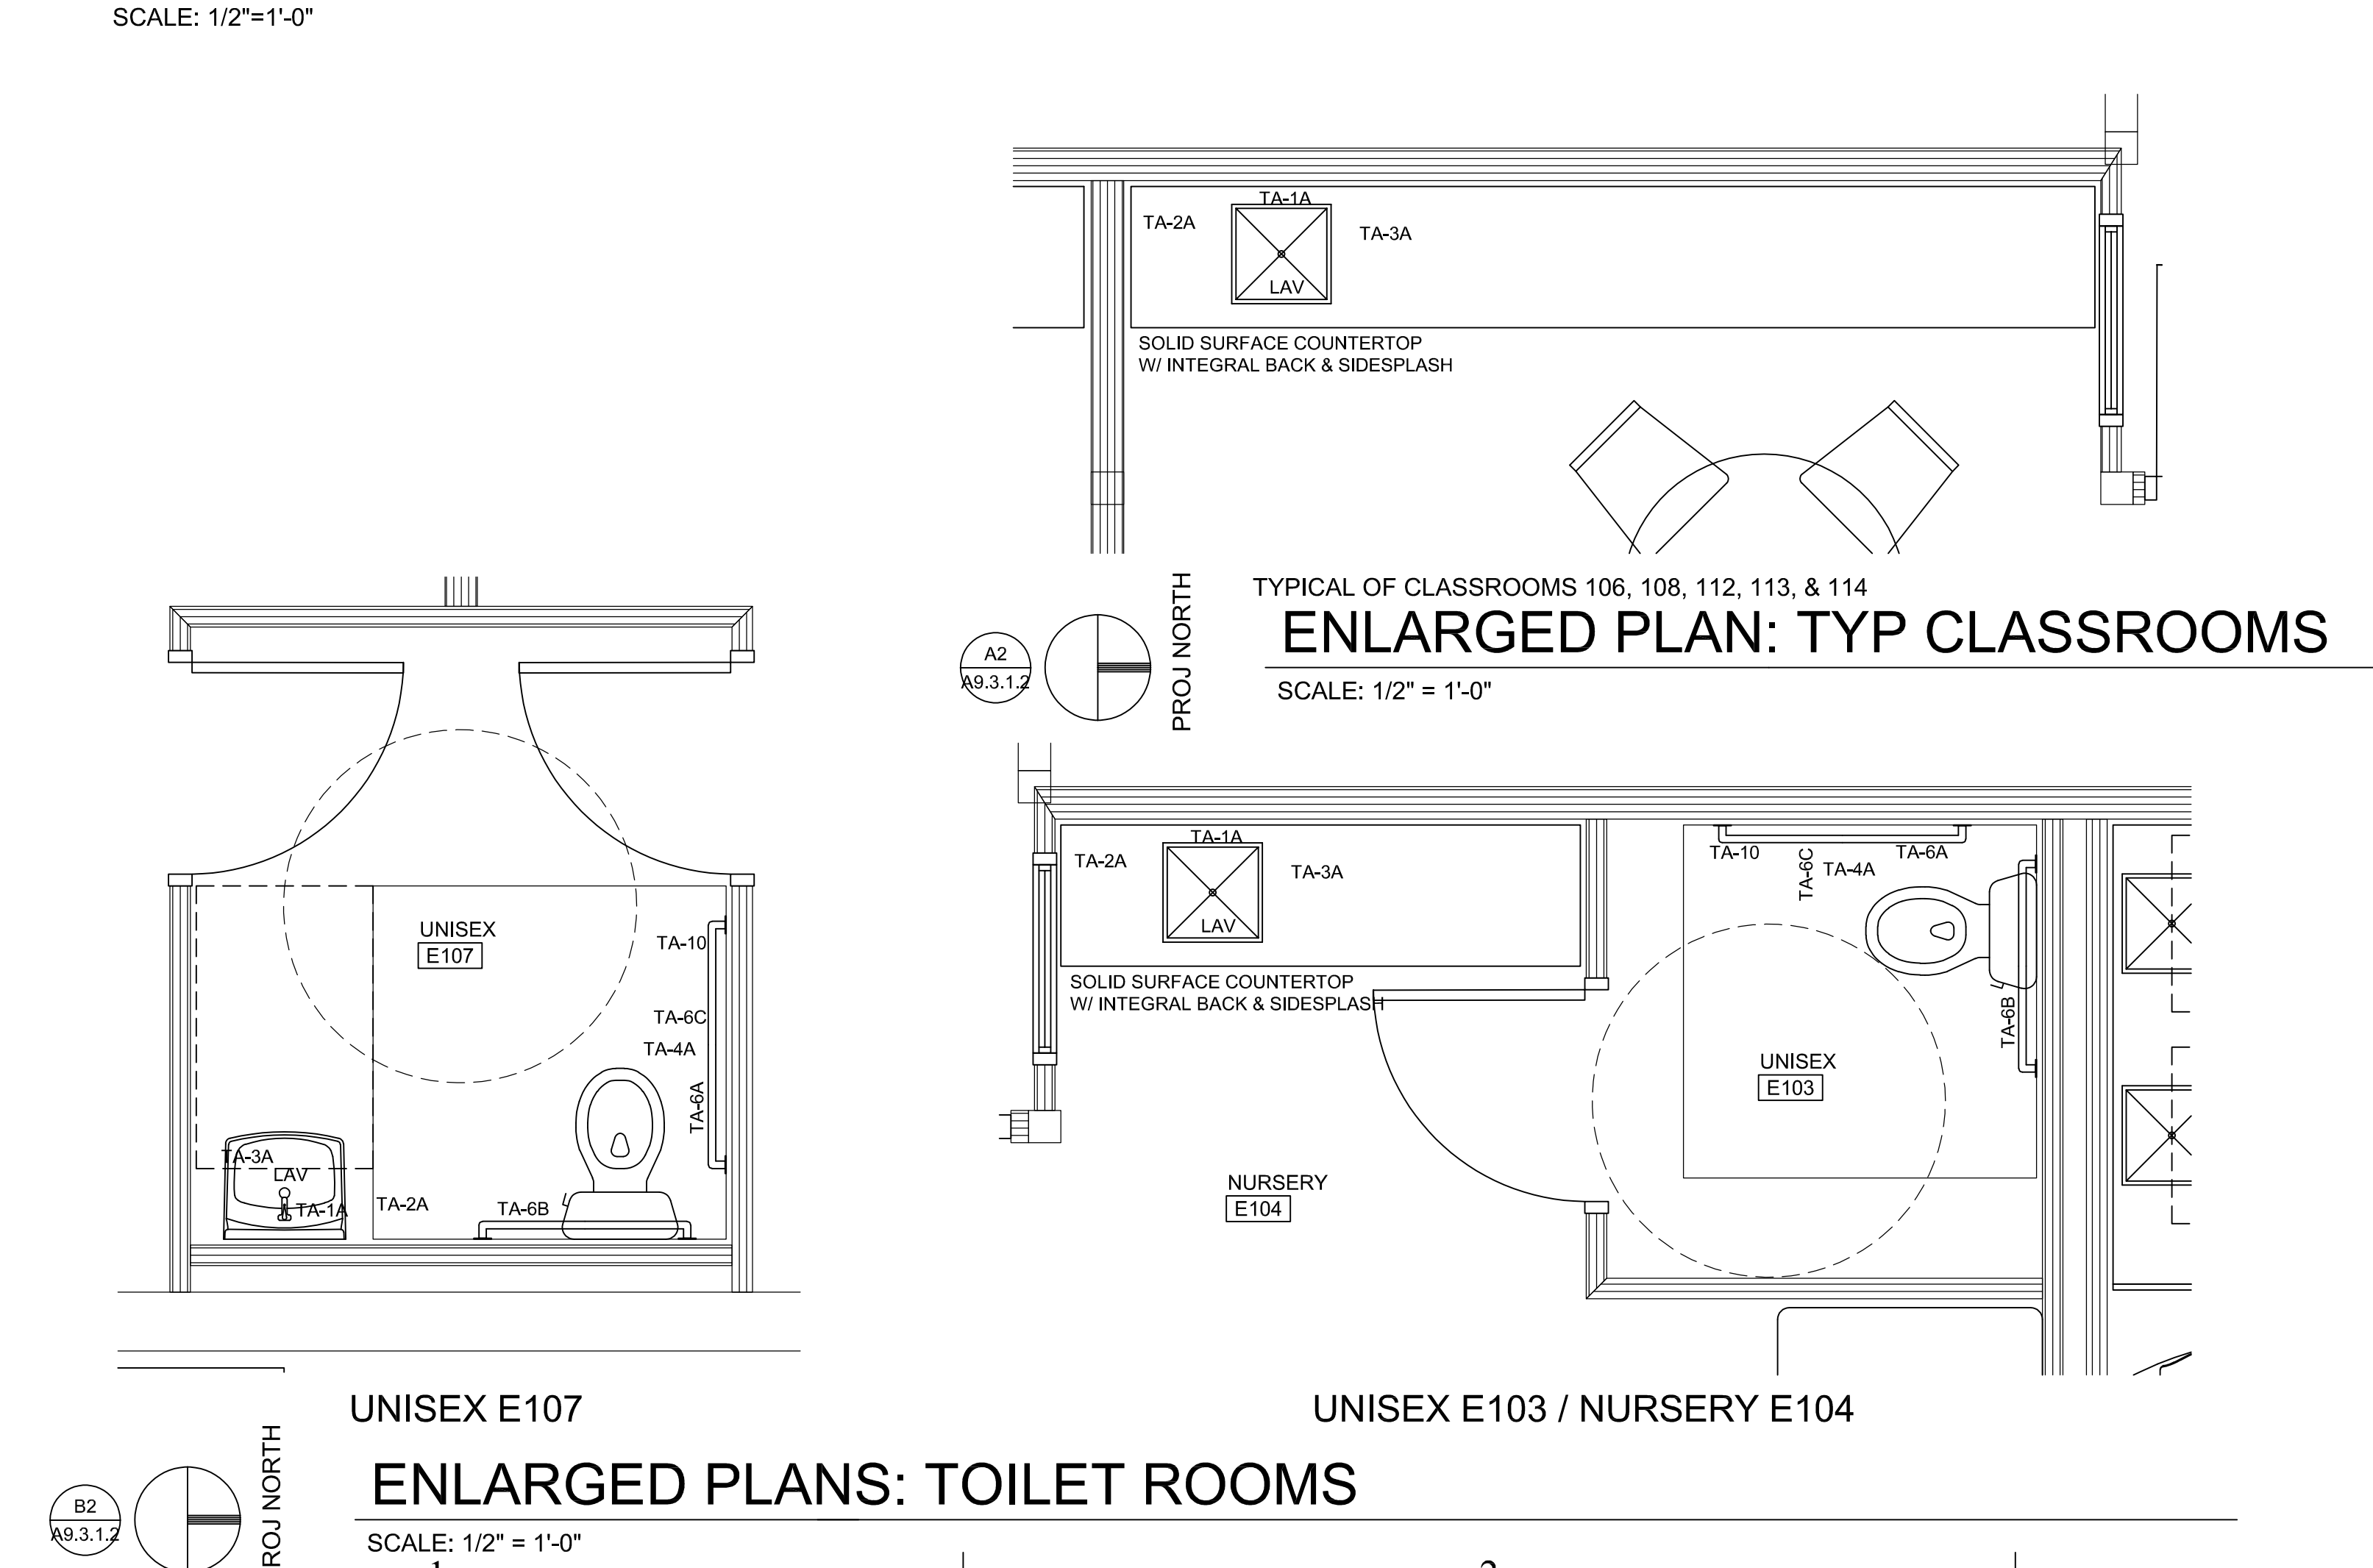 SCALE: 1/2"=1'-0"
TA-1A
TA-2A
TA-3A
LAV
SOLID SURFACE COUNTERTOP
W/ INTEGRAL BACK & SIDESPLASH
TYPICAL OF CLASSROOMS 106, 108, 112, 113, & 114
ENLARGED PLAN: TYP CLASSROOMS
A2
A9.3.1.2
PROJ NORTH
SCALE: 1/2" = 1'-0"
UNISEX
E107
TA-10
TA-6C
TA-4A
TA-6A
TA-3A
LAV
TA-1A
TA-2A
TA-6B
TA-1A
TA-2A
TA-3A
LAV
SOLID SURFACE COUNTERTOP
W/ INTEGRAL BACK & SIDESPLASH
TA-10
TA-6C
TA-4A
TA-6A
TA-6B
UNISEX
E103
NURSERY
E104
UNISEX E107
UNISEX E103 / NURSERY E104
ENLARGED PLANS: TOILET ROOMS
B2
A9.3.1.2
ROJ NORTH
SCALE: 1/2" = 1'-0"